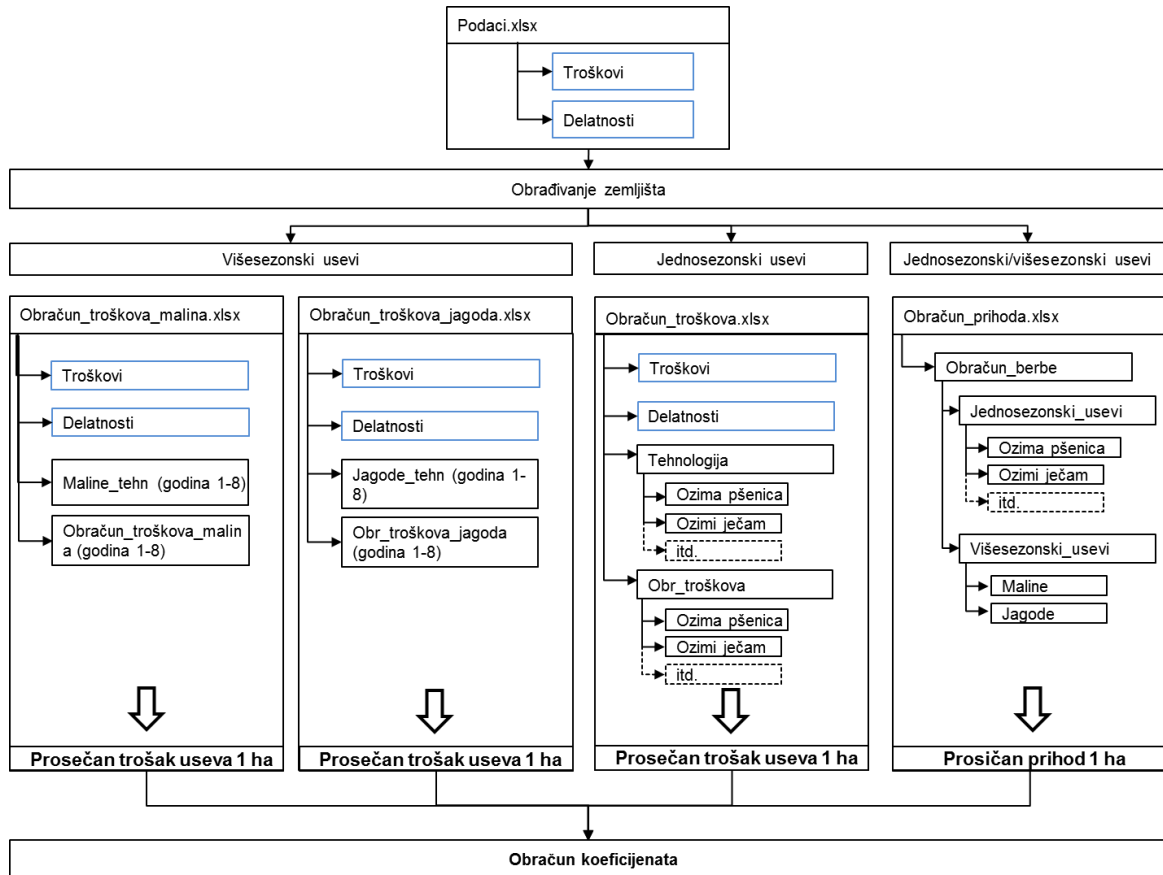 Podaci.xlsx
Troškovi
Delatnosti
Obrađivanje zemljišta
Višesezonski usevi
Jednosezonski usevi
Jednosezonski/višesezonski usevi
Obračun_troškova_malina.xlsx
Troškovi
Delatnosti
Maline_tehn (godina 1-8)
Obračun_troškova_malin
a (godina 1-8)
Prosečan trošak useva 1 ha
Obračun_troškova_jagoda.xlsx
Troškovi
Delatnosti
Jagode_tehn (godina 1-
8)
Obr_troškova_jagoda
(godina 1-8)
Prosečan trošak useva 1 ha
Obračun_troškova.xlsx
Troškovi
Delatnosti
Tehnologija
Ozima pšenica
Ozimi ječam
itd.
Obr_troškova
Ozima pšenica
Ozimi ječam
itd.
Prosečan trošak useva 1 ha
Obračun_prihoda.xlsx
Obračun_berbe
Jednosezonski_usevi
Ozima pšenica
Ozimi ječam
itd.
Višesezonski_usevi
Maline
Jagode
Prosičan prihod 1 ha
Obračun koeficijenata